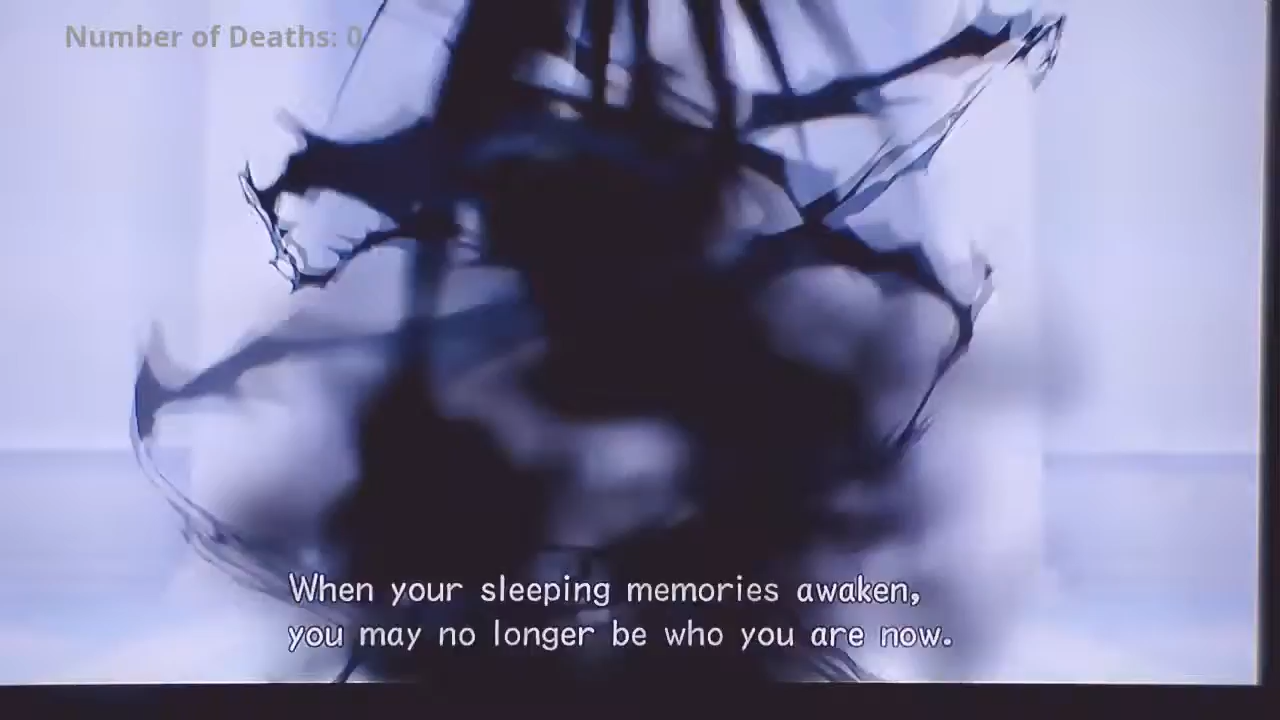 Number of Deaths: 0
When your sleeping memories awaken,
you may no longer be who you are now.